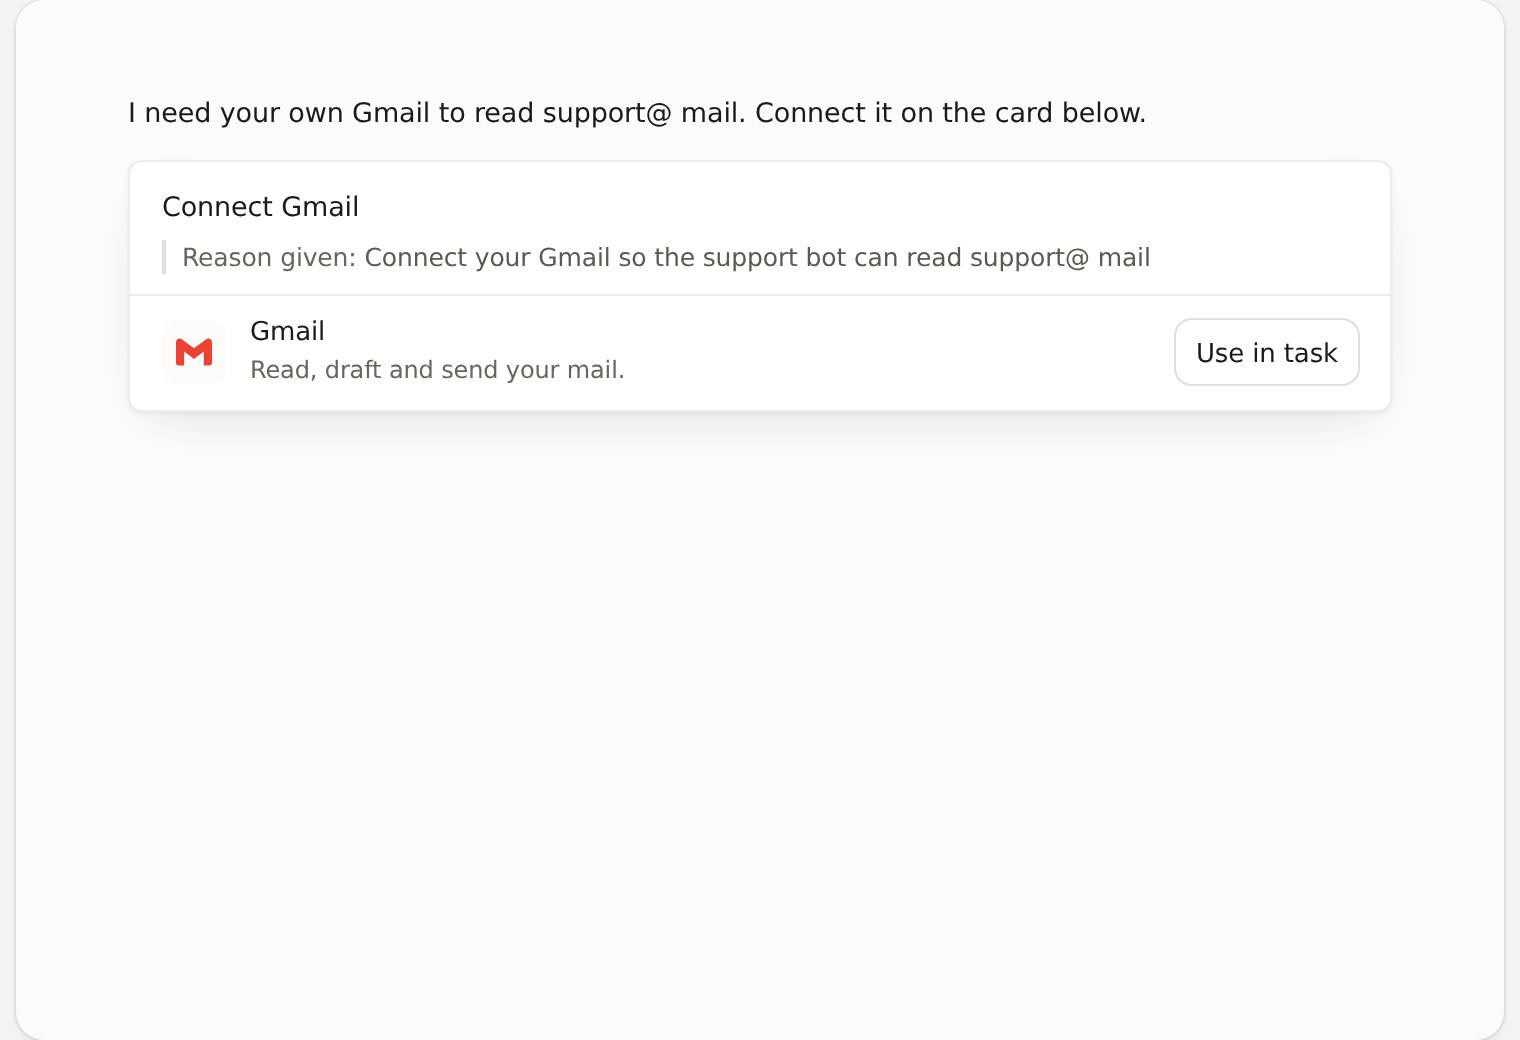 I need your own Gmail to read support@ mail. Connect it on the card below.
Connect Gmail
Reason given: Connect your Gmail so the support bot can read support@ mail
Gmail
Read, draft and send your mail.
Use in task